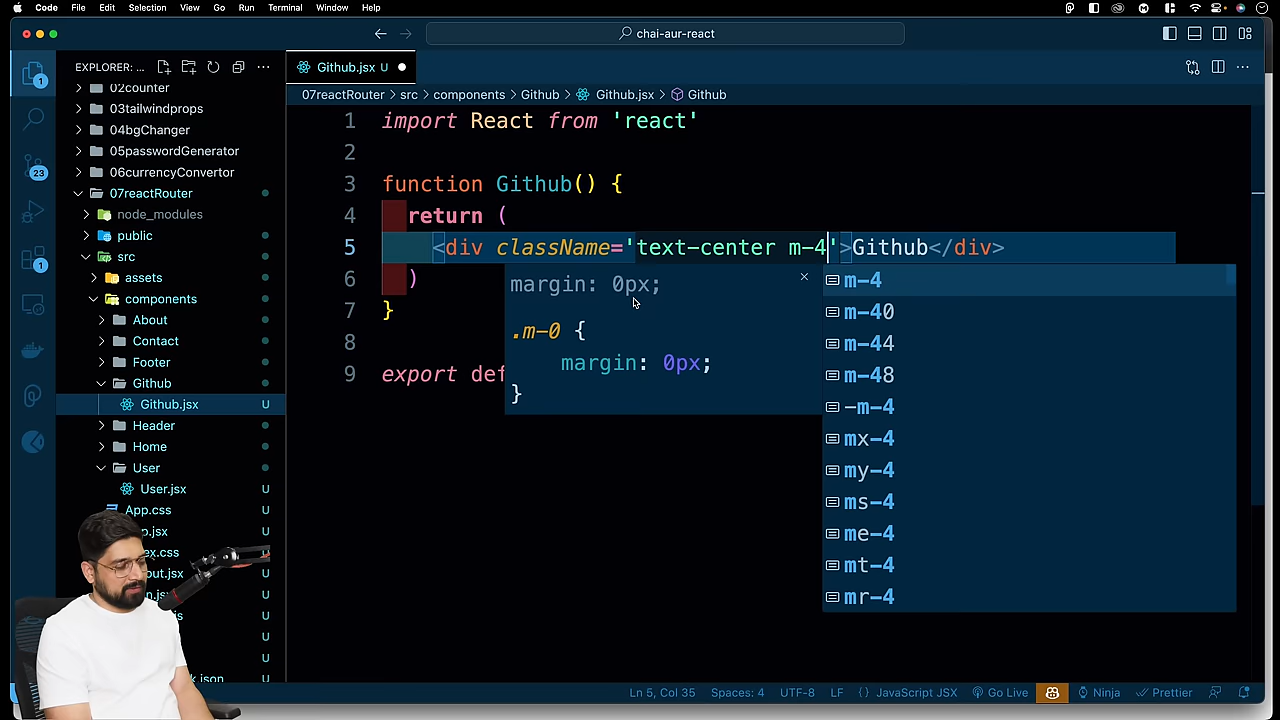 Code File Edit Selection View Go Run Terminal Window Help
chai-aur-react
EXPLORER: ...
Github.jsx U
07reactRouter > src > components > Github > Github.jsx > Github
02counter
03tailwindprops
04bgChanger
05passwordGenerator
06currencyConvertor
07reactRouter
node_modules
public
src
assets
components
About
Contact
Footer
Github
Github.jsx U
Header
Home
User
User.jsx U
App.css U
p.jsx U
ex.css U
out.jsx U
n.jsx U
s U
U
U
k.json U
1
23
1
1 import React from 'react'
2
3 function Github() {
4 return (
5 <div className='text-center m-4'>Github</div>
6 )
7 }
8
9 export def
margin: 0px;
.m-0 {
margin: 0px;
}
m-4
m-40
m-44
m-48
-m-4
mx-4
my-4
ms-4
me-4
mt-4
mr-4
Ln 5, Col 35 Spaces: 4 UTF-8 LF {} JavaScript JSX Go Live Ninja Prettier